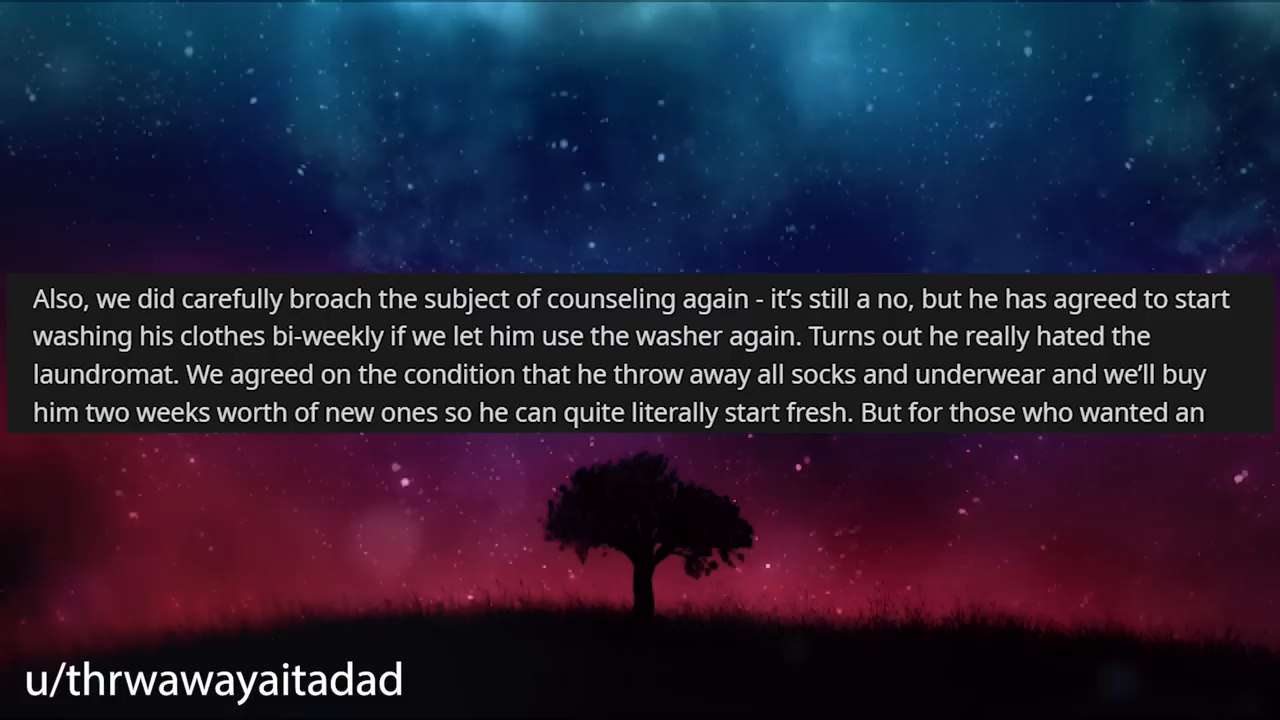 Also, we did carefully broach the subject of counseling again - it’s still a no, but he has agreed to start
washing his clothes bi-weekly if we let him use the washer again. Turns out he really hated the
laundromat. We agreed on the condition that he throw away all socks and underwear and we’ll buy
him two weeks worth of new ones so he can quite literally start fresh. But for those who wanted an
u/thrwawayaitadad